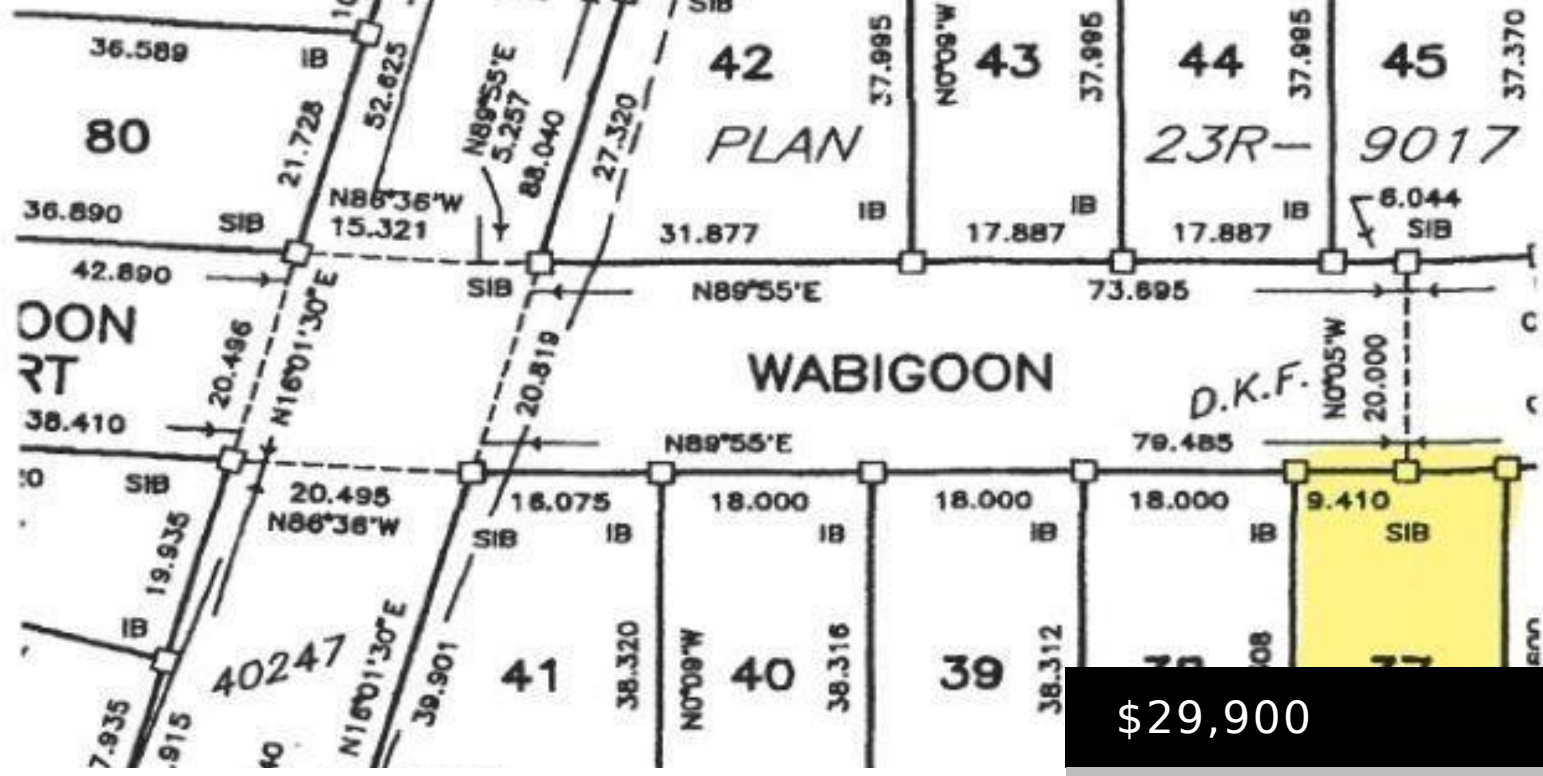 36.589
IB
52.625
80
21.728
N89°55'E
5.257
88.040
27.320
SIB
42
37.995
N0°09'W
43
37.995
44
37.995
45
37.370
PLAN 23R- 9017
36.890
SIB
N86°36'W
15.321
31.877
IB
17.887
IB
17.887
IB
6.044
SIB
42.890
SIB
N89°55'E
73.695
OON
RT
20.496
N16°01'30"E
20.819
WABIGOON
D.K.F.
N0°05'W
20.000
38.410
N89°55'E
79.485
SIB
20.495
N86°36'W
16.075
SIB
IB
18.000
IB
18.000
IB
18.000
IB
9.410
SIB
19.935
IB
40247
N16°01'30"E
39.901
41
38.320
N0°09'W
40
38.316
39
38.312
7.935
.915
$29,900